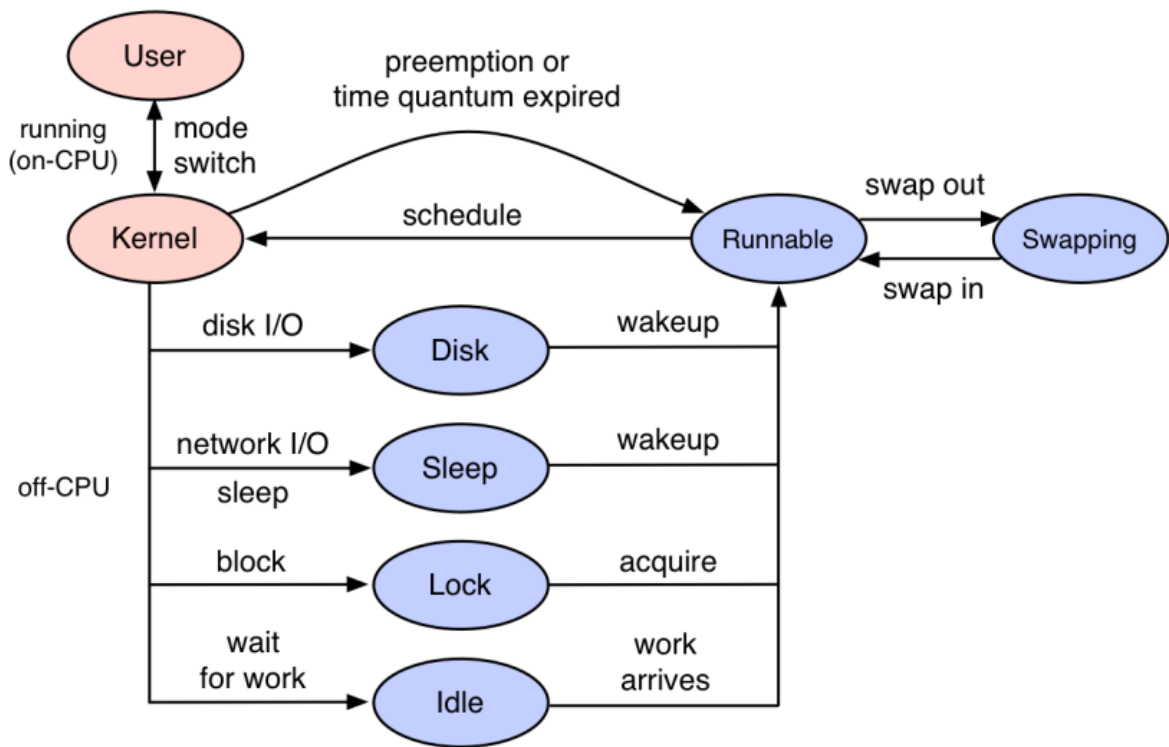 User
preemption or
time quantum expired
running
(on-CPU)
mode
switch
Kernel
schedule
Runnable
swap out
Swapping
swap in
disk I/O
Disk
wakeup
network I/O
sleep
Sleep
wakeup
off-CPU
block
Lock
acquire
wait
for work
Idle
work
arrives